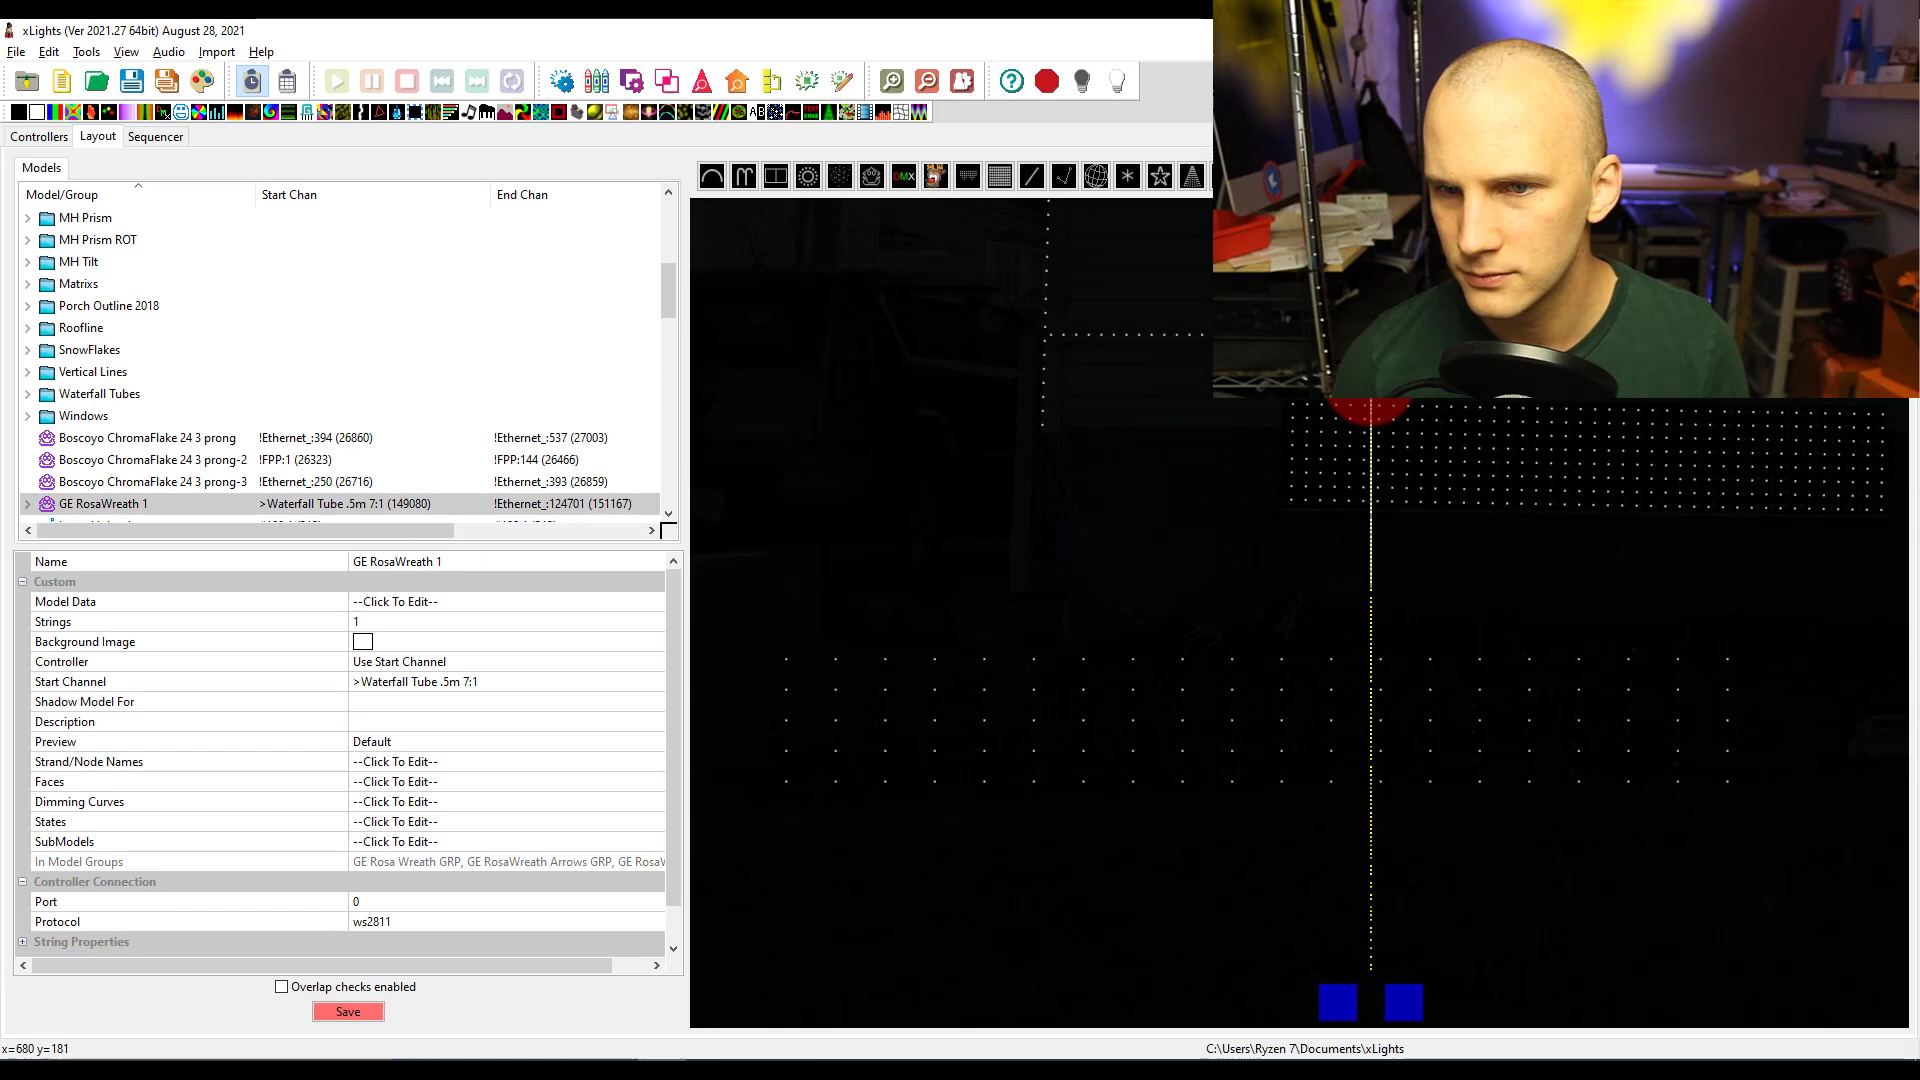 xLights (Ver 2021.27 64bit) August 28, 2021
File Edit Tools View Audio Import Help
DMX
AB
Controllers Layout Sequencer
Models
Model/Group Start Chan End Chan
MH Prism
MH Prism ROT
MH Tilt
Matrixs
Porch Outline 2018
Roofline
SnowFlakes
Vertical Lines
Waterfall Tubes
Windows
Boscoyo ChromaFlake 24 3 prong !Ethernet_:394 (26860) !Ethernet_:537 (27003)
Boscoyo ChromaFlake 24 3 prong-2 !FPP:1 (26323) !FPP:144 (26466)
Boscoyo ChromaFlake 24 3 prong-3 !Ethernet_:250 (26716) !Ethernet_:393 (26859)
GE RosaWreath 1 >Waterfall Tube .5m 7:1 (149080) !Ethernet_:124701 (151167)
Name GE RosaWreath 1
Custom
Model Data --Click To Edit--
Strings 1
Background Image
Controller Use Start Channel
Start Channel >Waterfall Tube .5m 7:1
Shadow Model For
Description
Preview Default
Strand/Node Names --Click To Edit--
Faces --Click To Edit--
Dimming Curves --Click To Edit--
States --Click To Edit--
SubModels --Click To Edit--
In Model Groups GE Rosa Wreath GRP, GE RosaWreath Arrows GRP, GE RosaW
Controller Connection
Port 0
Protocol ws2811
String Properties
Overlap checks enabled
Save
x=680 y=181 C:\Users\Ryzen 7\Documents\xLights